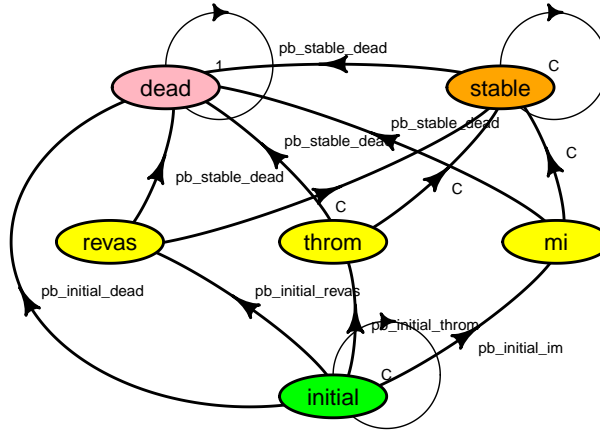 pb_stable_dead
1
C
dead
stable
pb_stable_dead
pb_stable_dead
C
pb_stable_dead
C
C
revas
throm
mi
pb_initial_dead
pb_initial_revas
pb_initial_throm
pb_initial_im
C
initial